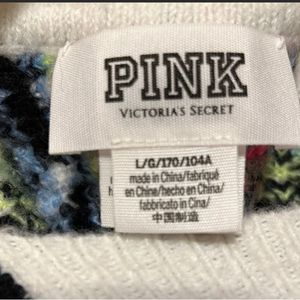 PINK
VICTORIA'S SECRET
L/G/170/104A
made in China/fabriqué
en Chine/hecho en China/
fabbricato in Cina/
中国制造